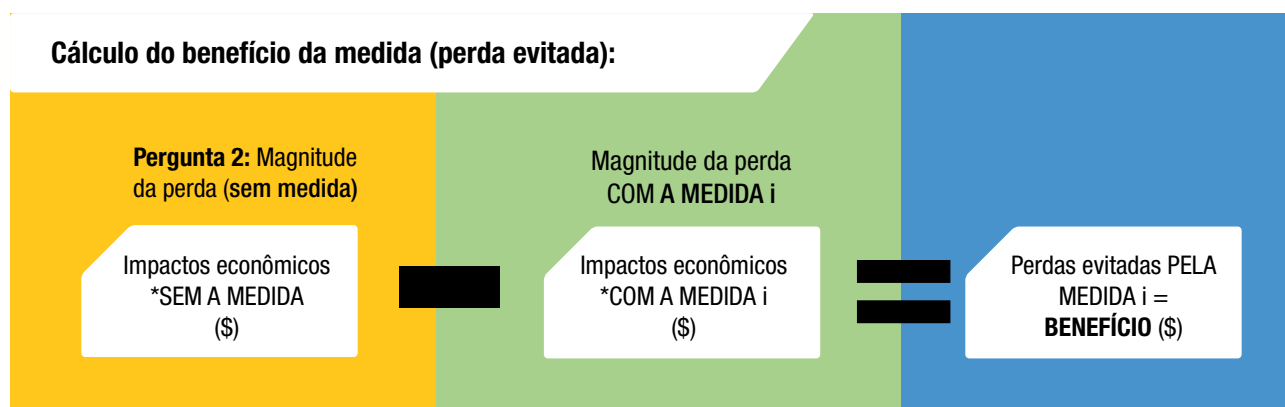 Cálculo do benefício da medida (perda evitada):
Pergunta 2: Magnitude
da perda (sem medida)
Impactos econômicos
*SEM A MEDIDA
($)
Magnitude da perda
COM A MEDIDA i
Impactos econômicos
*COM A MEDIDA i
($)
Perdas evitadas PELA
MEDIDA i =
BENEFÍCIO ($)